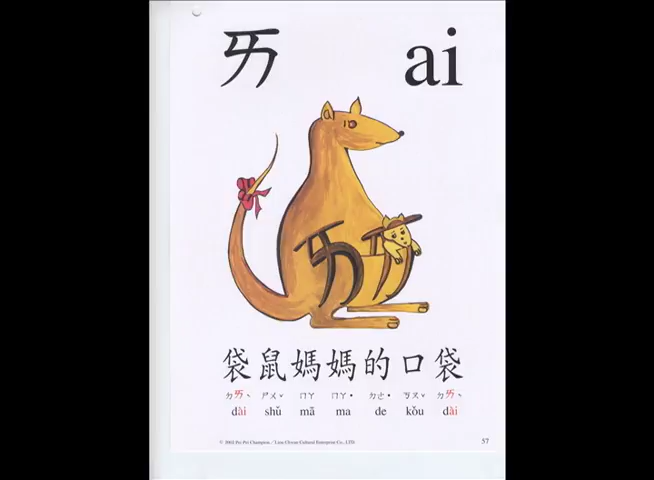 ㄞ ai
袋鼠媽媽的口袋
ㄉㄞˋ ㄕㄨˇ ㄇㄚ ㄇㄚ˙ ㄉㄜ˙ ㄎㄡˇ ㄉㄞˋ
dài shǔ mā ma de kǒu dài
57